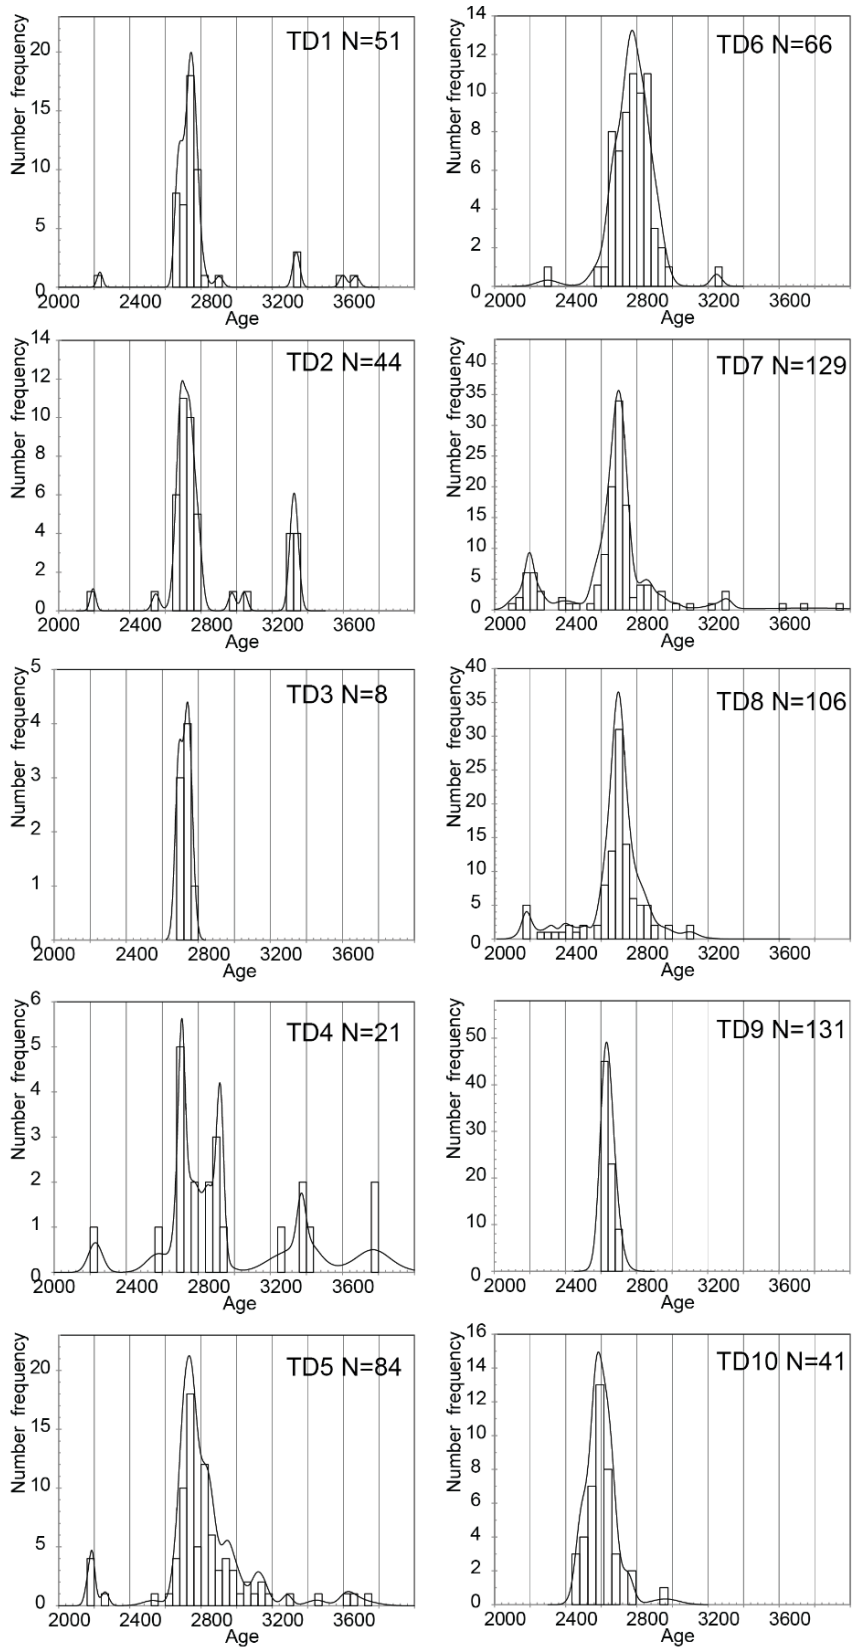 TD1 N=51
Number frequency
20
15
10
5
0
2000 2400 2800 3200 3600
Age
TD6 N=66
Number frequency
14
12
10
8
6
4
2
0
2000 2400 2800 3200 3600
Age
TD2 N=44
Number frequency
14
12
10
8
6
4
2
0
2000 2400 2800 3200 3600
Age
TD7 N=129
Number frequency
40
35
30
25
20
15
10
5
0
2000 2400 2800 3200 3600
Age
TD3 N=8
Number frequency
5
4
3
2
1
0
2000 2400 2800 3200 3600
Age
TD8 N=106
Number frequency
40
35
30
25
20
15
10
5
0
2000 2400 2800 3200 3600
Age
TD4 N=21
Number frequency
6
5
4
3
2
1
0
2000 2400 2800 3200 3600
Age
TD9 N=131
Number frequency
50
40
30
20
10
0
2000 2400 2800 3200 3600
Age
TD5 N=84
Number frequency
20
15
10
5
0
2000 2400 2800 3200 3600
Age
TD10 N=41
Number frequency
16
14
12
10
8
6
4
2
0
2000 2400 2800 3200 3600
Age